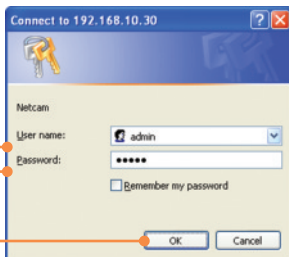 Connect to 192.168.10.30
Netcam
User name:
admin
Password:
•••••
Remember my password
OK
Cancel